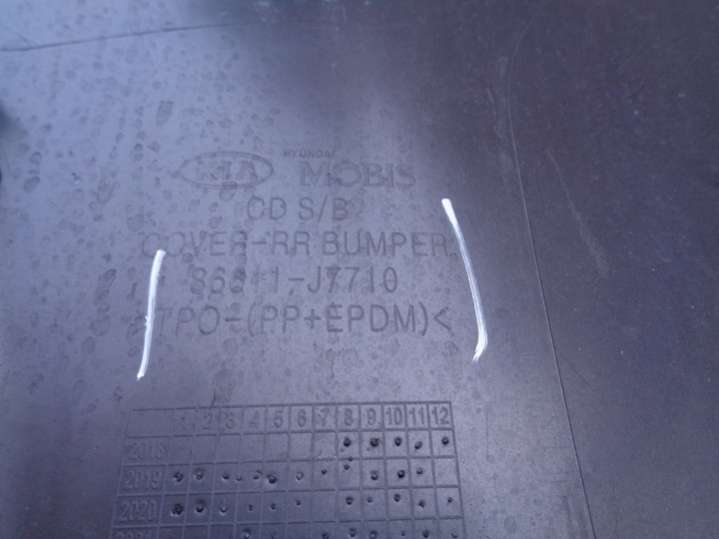 KIA HYUNDAI MOBIS
CD S/B
COVER-RR BUMPER
TPO-(PP+EPDM)<
1 2 3 4 5 6 7 8 9 10 11 12
2018
2019
2020